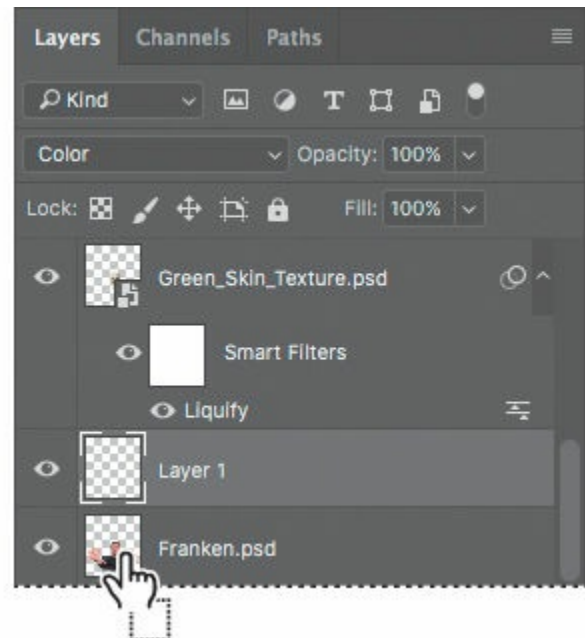 Layers Channels Paths
Kind T
Color Opacity: 100%
Lock: Fill: 100%
Green_Skin_Texture.psd
Smart Filters
Liquify
Layer 1
Franken.psd